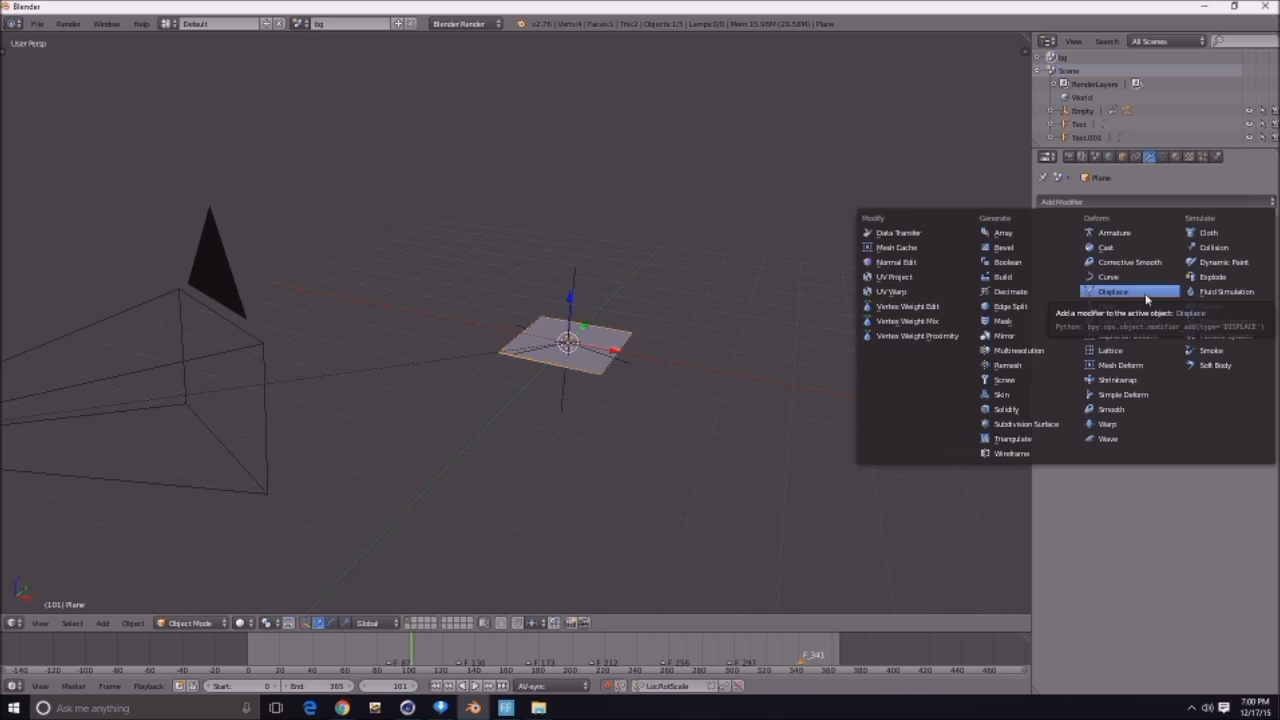 Blender
File Render Window Help Default bg Blender Render v2.76 | Verts:4 | Faces:1 | Tris:2 | Objects:1/5 | Lamps:0/0 | Mem:15.96M (20.58M) | Plane
User Persp
View Search All Scenes
bg
Scene
RenderLayers
World
Empty
Text
Text.001
Plane
Add Modifier
Modify Generate Deform Simulate
Data Transfer Array Armature Cloth
Mesh Cache Bevel Cast Collision
Normal Edit Boolean Corrective Smooth Dynamic Paint
UV Project Build Curve Explode
UV Warp Decimate Displace Fluid Simulation
Vertex Weight Edit Edge Split
Add a modifier to the active object: Displace
Vertex Weight Mix Mask
Python: bpy.ops.object.modifier_add(type='DISPLACE')
Vertex Weight Proximity Mirror
Multiresolution Lattice Smoke
Remesh Mesh Deform Soft Body
Screw Shrinkwrap
Skin Simple Deform
Solidify Smooth
Subdivision Surface Warp
Triangulate Wave
Wireframe
(101) Plane
View Select Add Object Object Mode Global
F_87 F_130 F_173 F_212 F_256 F_297 F_341
-140 -120 -100 -80 -60 -40 -20 0 20 40 60 80 100 120 140 160 180 200 220 240 260 280 300 320 340 360 380 400 420 440 460
View Marker Frame Playback Start: 0 End: 365 101 AV-sync LocRotScale
Ask me anything
7:00 PM
12/17/15